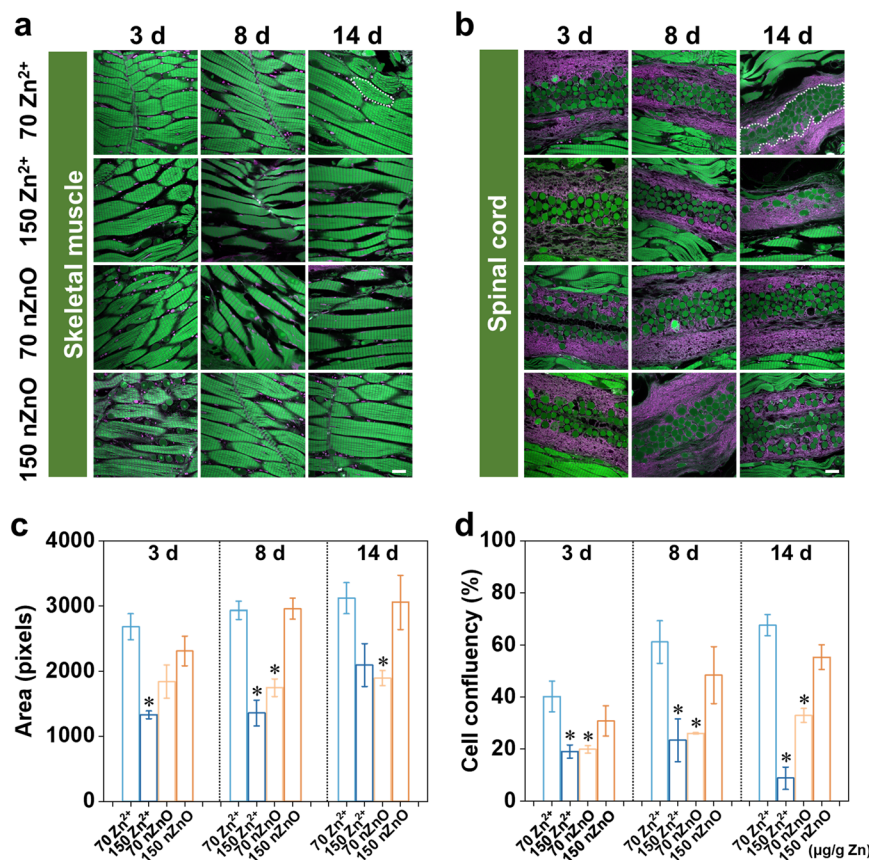 a
3 d 8 d 14 d
Skeletal muscle
70 Zn²⁺
150 Zn²⁺
70 nZnO
150 nZnO
b
3 d 8 d 14 d
Spinal cord
c
Area (pixels)
4000
3000
2000
1000
0
3 d 8 d 14 d
* * * *
70 Zn²⁺ 150 Zn²⁺ 70 nZnO 150 nZnO 70 Zn²⁺ 150 Zn²⁺ 70 nZnO 150 nZnO 70 Zn²⁺ 150 Zn²⁺ 70 nZnO 150 nZnO
d
Cell confluency (%)
100
80
60
40
20
0
3 d 8 d 14 d
* * * * * *
70 Zn²⁺ 150 Zn²⁺ 70 nZnO 150 nZnO 70 Zn²⁺ 150 Zn²⁺ 70 nZnO 150 nZnO 70 Zn²⁺ 150 Zn²⁺ 70 nZnO 150 nZnO
(µg/g Zn)